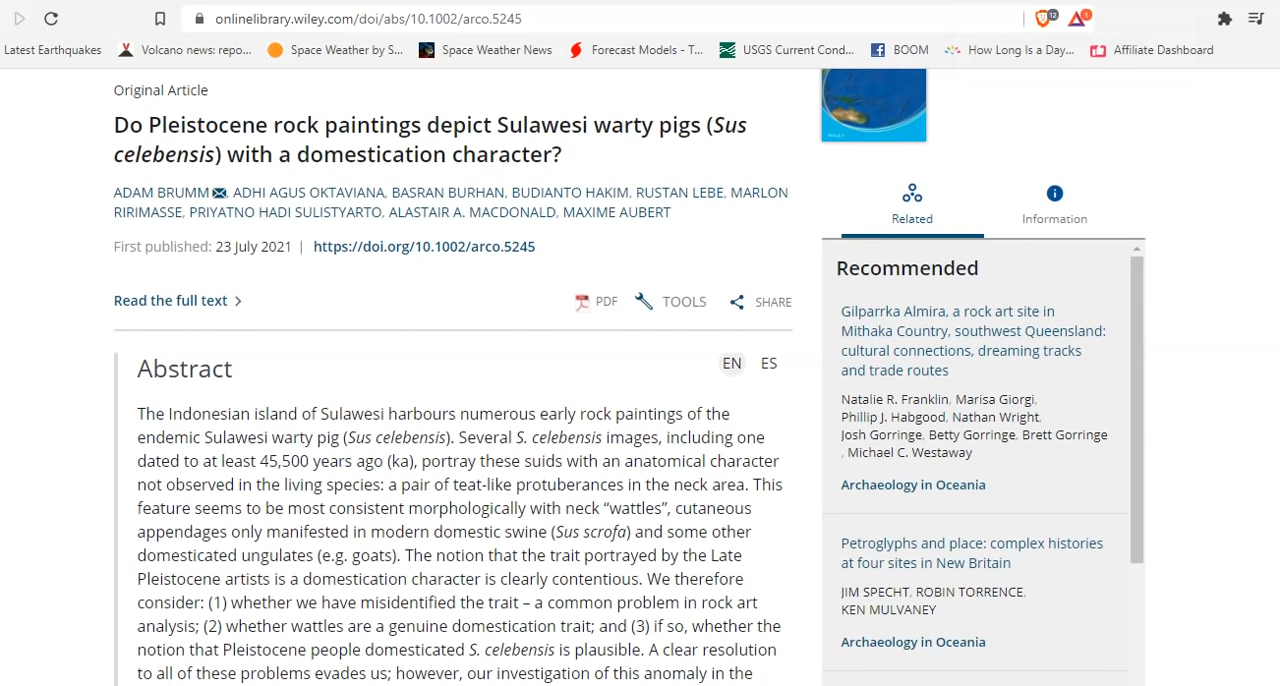 onlinelibrary.wiley.com/doi/abs/10.1002/arco.5245
12
1
Latest Earthquakes
Volcano news: repo...
Space Weather by S...
Space Weather News
Forecast Models - T...
USGS Current Cond...
BOOM
How Long Is a Day...
Affiliate Dashboard
Original Article
Do Pleistocene rock paintings depict Sulawesi warty pigs (Sus
celebensis) with a domestication character?
ADAM BRUMM, ADHI AGUS OKTAVIANA, BASRAN BURHAN, BUDIANTO HAKIM, RUSTAN LEBE, MARLON
RIRIMASSE, PRIYATNO HADI SULISTYARTO, ALASTAIR A. MACDONALD, MAXIME AUBERT
First published: 23 July 2021 | https://doi.org/10.1002/arco.5245
Read the full text >
PDF
TOOLS
SHARE
Abstract
EN
ES
The Indonesian island of Sulawesi harbours numerous early rock paintings of the
endemic Sulawesi warty pig (Sus celebensis). Several S. celebensis images, including one
dated to at least 45,500 years ago (ka), portray these suids with an anatomical character
not observed in the living species: a pair of teat-like protuberances in the neck area. This
feature seems to be most consistent morphologically with neck “wattles”, cutaneous
appendages only manifested in modern domestic swine (Sus scrofa) and some other
domesticated ungulates (e.g. goats). The notion that the trait portrayed by the Late
Pleistocene artists is a domestication character is clearly contentious. We therefore
consider: (1) whether we have misidentified the trait – a common problem in rock art
analysis; (2) whether wattles are a genuine domestication trait; and (3) if so, whether the
notion that Pleistocene people domesticated S. celebensis is plausible. A clear resolution
to all of these problems evades us; however, our investigation of this anomaly in the
WILEY
Related
Information
Recommended
Gilparrka Almira, a rock art site in
Mithaka Country, southwest Queensland:
cultural connections, dreaming tracks
and trade routes
Natalie R. Franklin, Marisa Giorgi,
Phillip J. Habgood, Nathan Wright,
Josh Gorringe, Betty Gorringe, Brett Gorringe
, Michael C. Westaway
Archaeology in Oceania
Petroglyphs and place: complex histories
at four sites in New Britain
JIM SPECHT, ROBIN TORRENCE,
KEN MULVANEY
Archaeology in Oceania